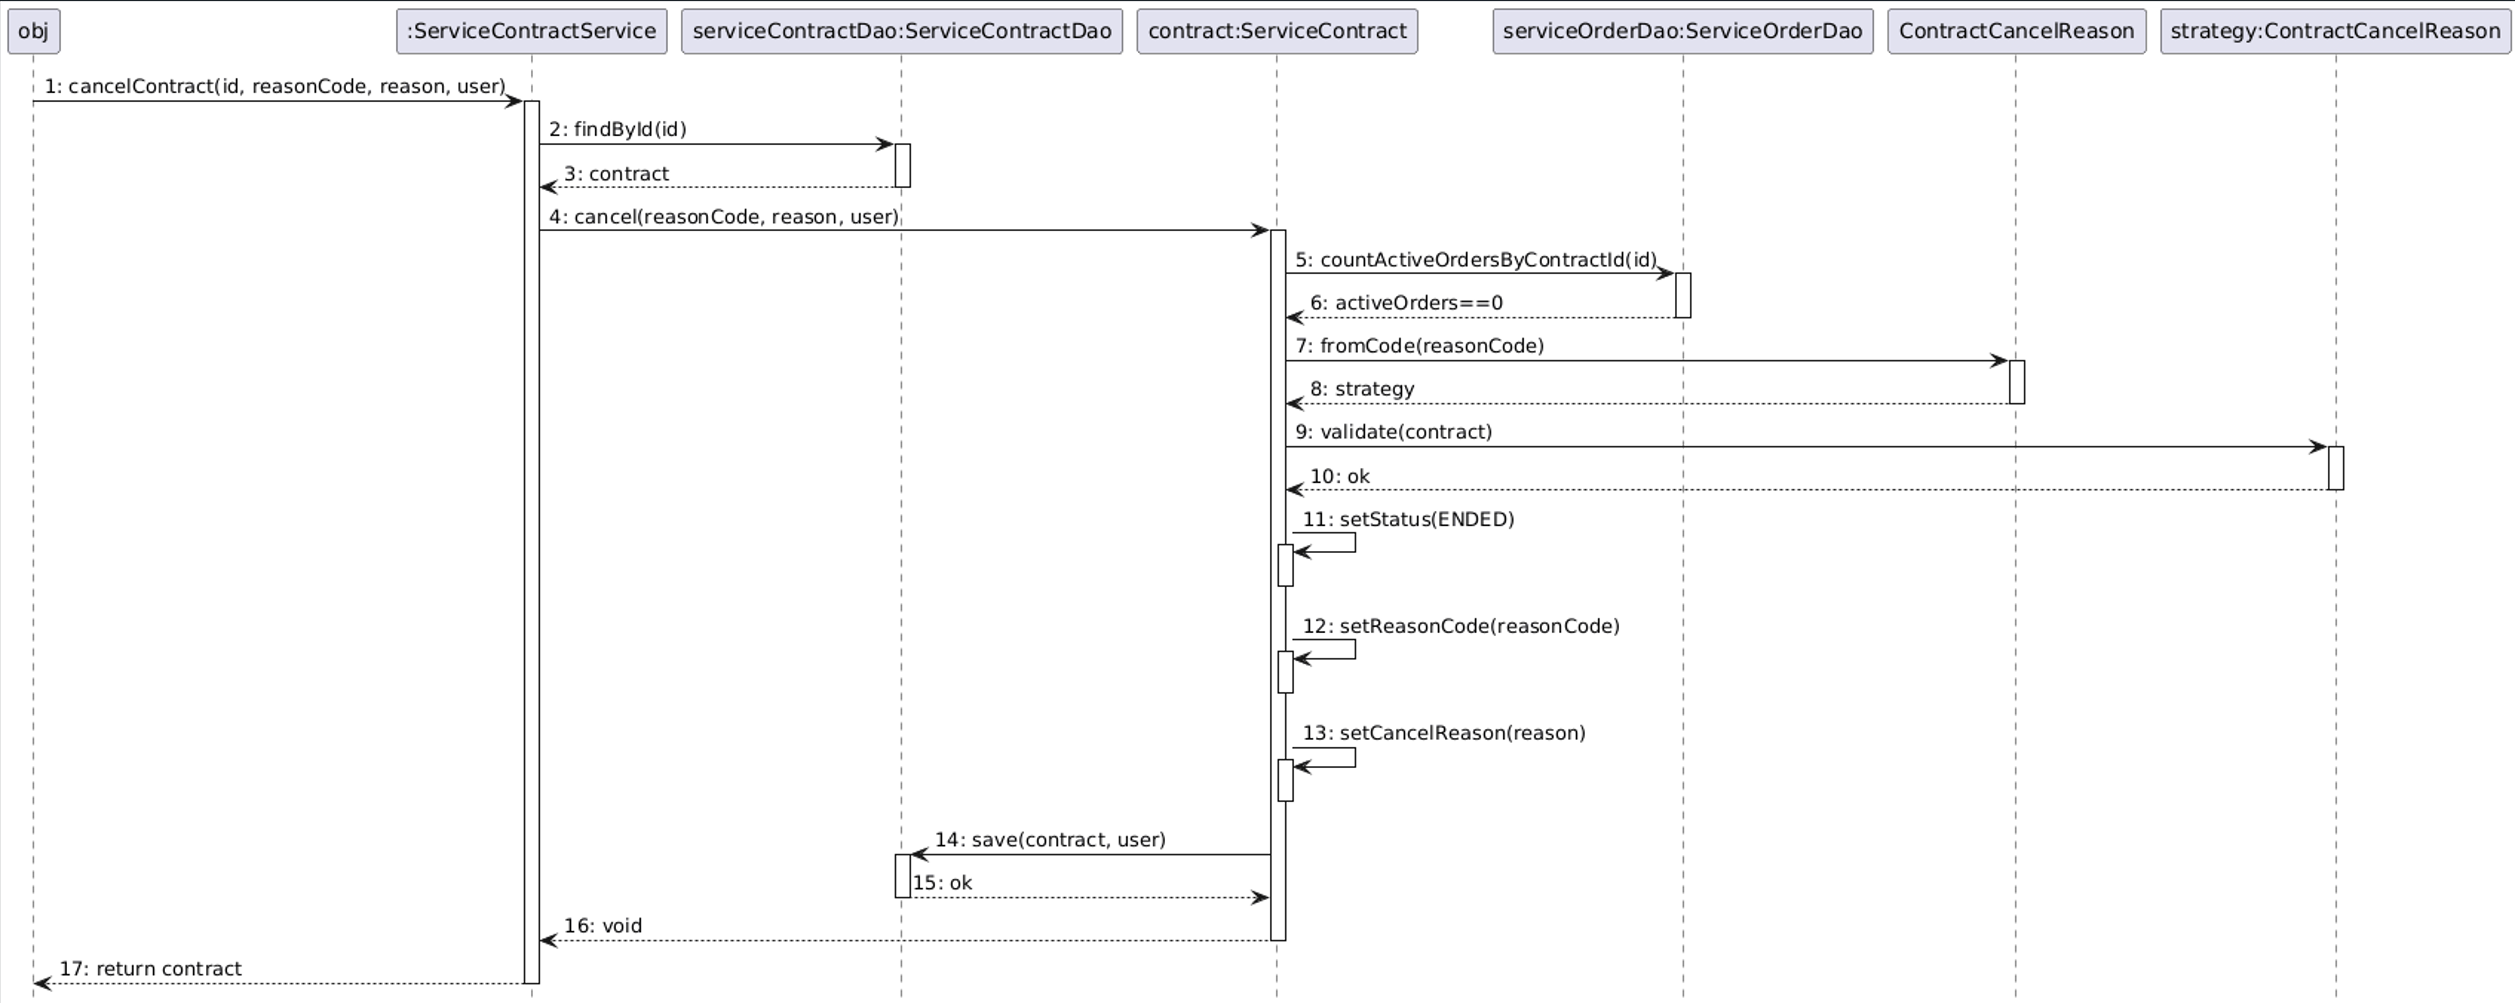 obj
:ServiceContractService
serviceContractDao:ServiceContractDao
contract:ServiceContract
serviceOrderDao:ServiceOrderDao
ContractCancelReason
strategy:ContractCancelReason
1: cancelContract(id, reasonCode, reason, user)
2: findById(id)
3: contract
4: cancel(reasonCode, reason, user)
5: countActiveOrdersByContractId(id)
6: activeOrders==0
7: fromCode(reasonCode)
8: strategy
9: validate(contract)
10: ok
11: setStatus(ENDED)
12: setReasonCode(reasonCode)
13: setCancelReason(reason)
14: save(contract, user)
15: ok
16: void
17: return contract